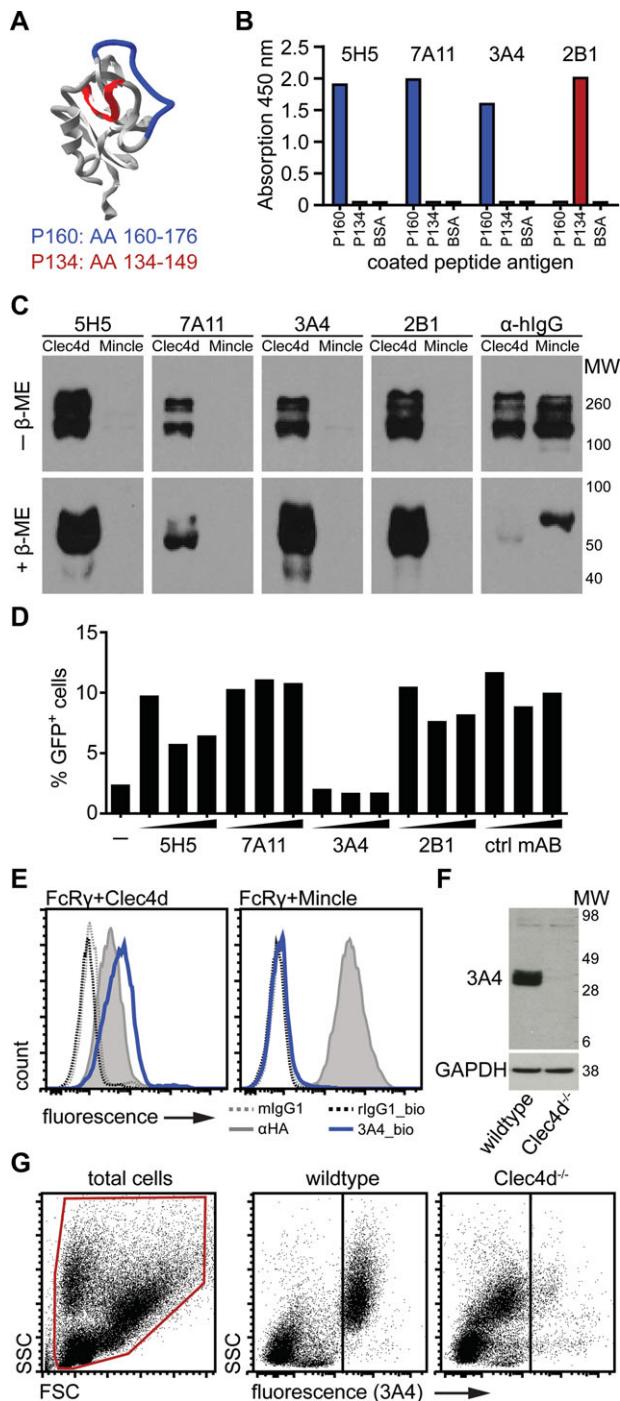 A
P160: AA 160-176
P134: AA 134-149
B
5H5 7A11 3A4 2B1
Absorption 450 nm
2.5
2.0
1.5
1.0
0.5
0
P160 P134 BSA P160 P134 BSA P160 P134 BSA P160 P134 BSA
coated peptide antigen
C
5H5 7A11 3A4 2B1 α-hIgG
Clec4d Mincle Clec4d Mincle Clec4d Mincle Clec4d Mincle Clec4d Mincle
MW
— β-ME
260
100
+ β-ME
100
50
40
D
% GFP+ cells
15
10
5
0
— 5H5 7A11 3A4 2B1 ctrl mAB
E
FcRγ+Clec4d FcRγ+Mincle
count
fluorescence
mIgG1 rIgG1_bio
αHA 3A4_bio
F
MW
98
49
3A4
28
6
GAPDH 38
wildtype Clec4d-/-
G
total cells wildtype Clec4d-/-
SSC SSC
FSC fluorescence (3A4)